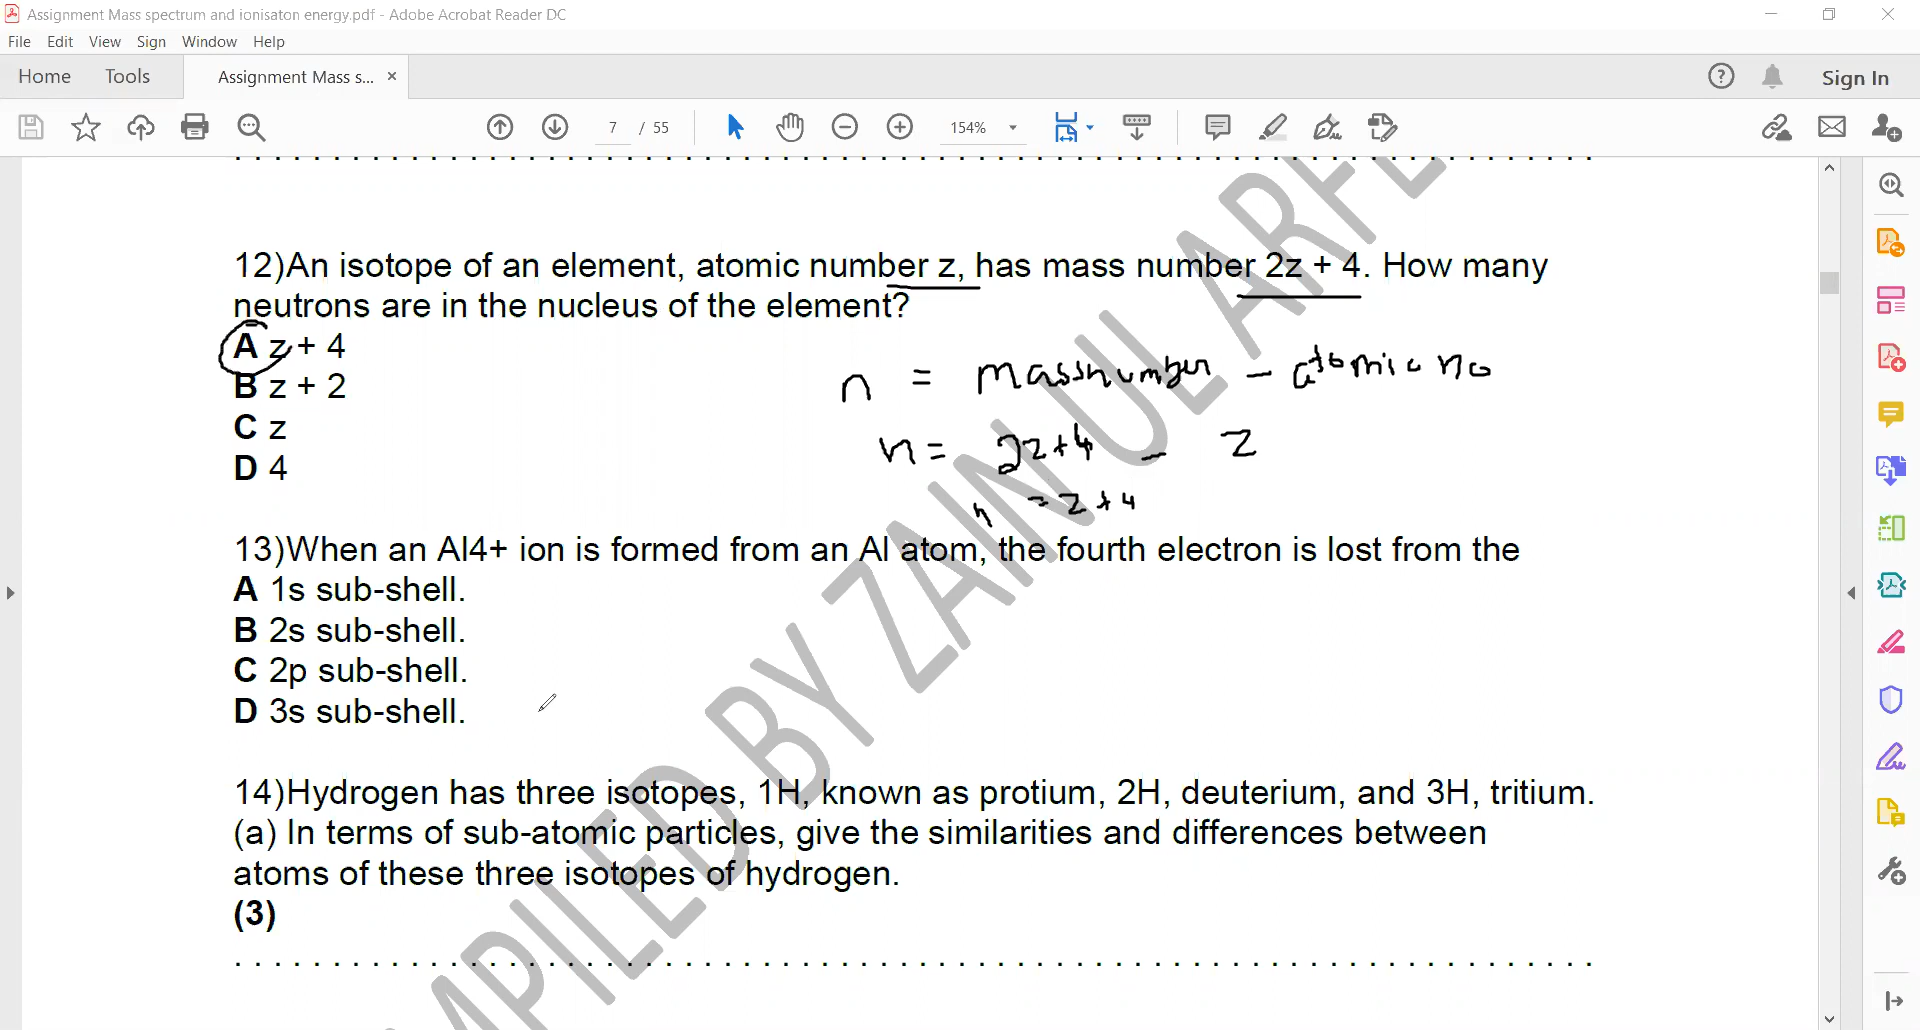 Assignment Mass spectrum and ionisaton energy.pdf - Adobe Acrobat Reader DC
File Edit View Sign Window Help
Home Tools Assignment Mass s... × Sign In
7 / 55 154%
12)An isotope of an element, atomic number z, has mass number 2z + 4. How many
neutrons are in the nucleus of the element?
A z + 4
B z + 2
C z
D 4
n = massnumber - atomic no
n = 2z+4 - z
n = z+4
13)When an Al4+ ion is formed from an Al atom, the fourth electron is lost from the
A 1s sub-shell.
B 2s sub-shell.
C 2p sub-shell.
D 3s sub-shell.
14)Hydrogen has three isotopes, 1H, known as protium, 2H, deuterium, and 3H, tritium.
(a) In terms of sub-atomic particles, give the similarities and differences between
atoms of these three isotopes of hydrogen.
(3)
MPILED BY ZAIN UL ARFE